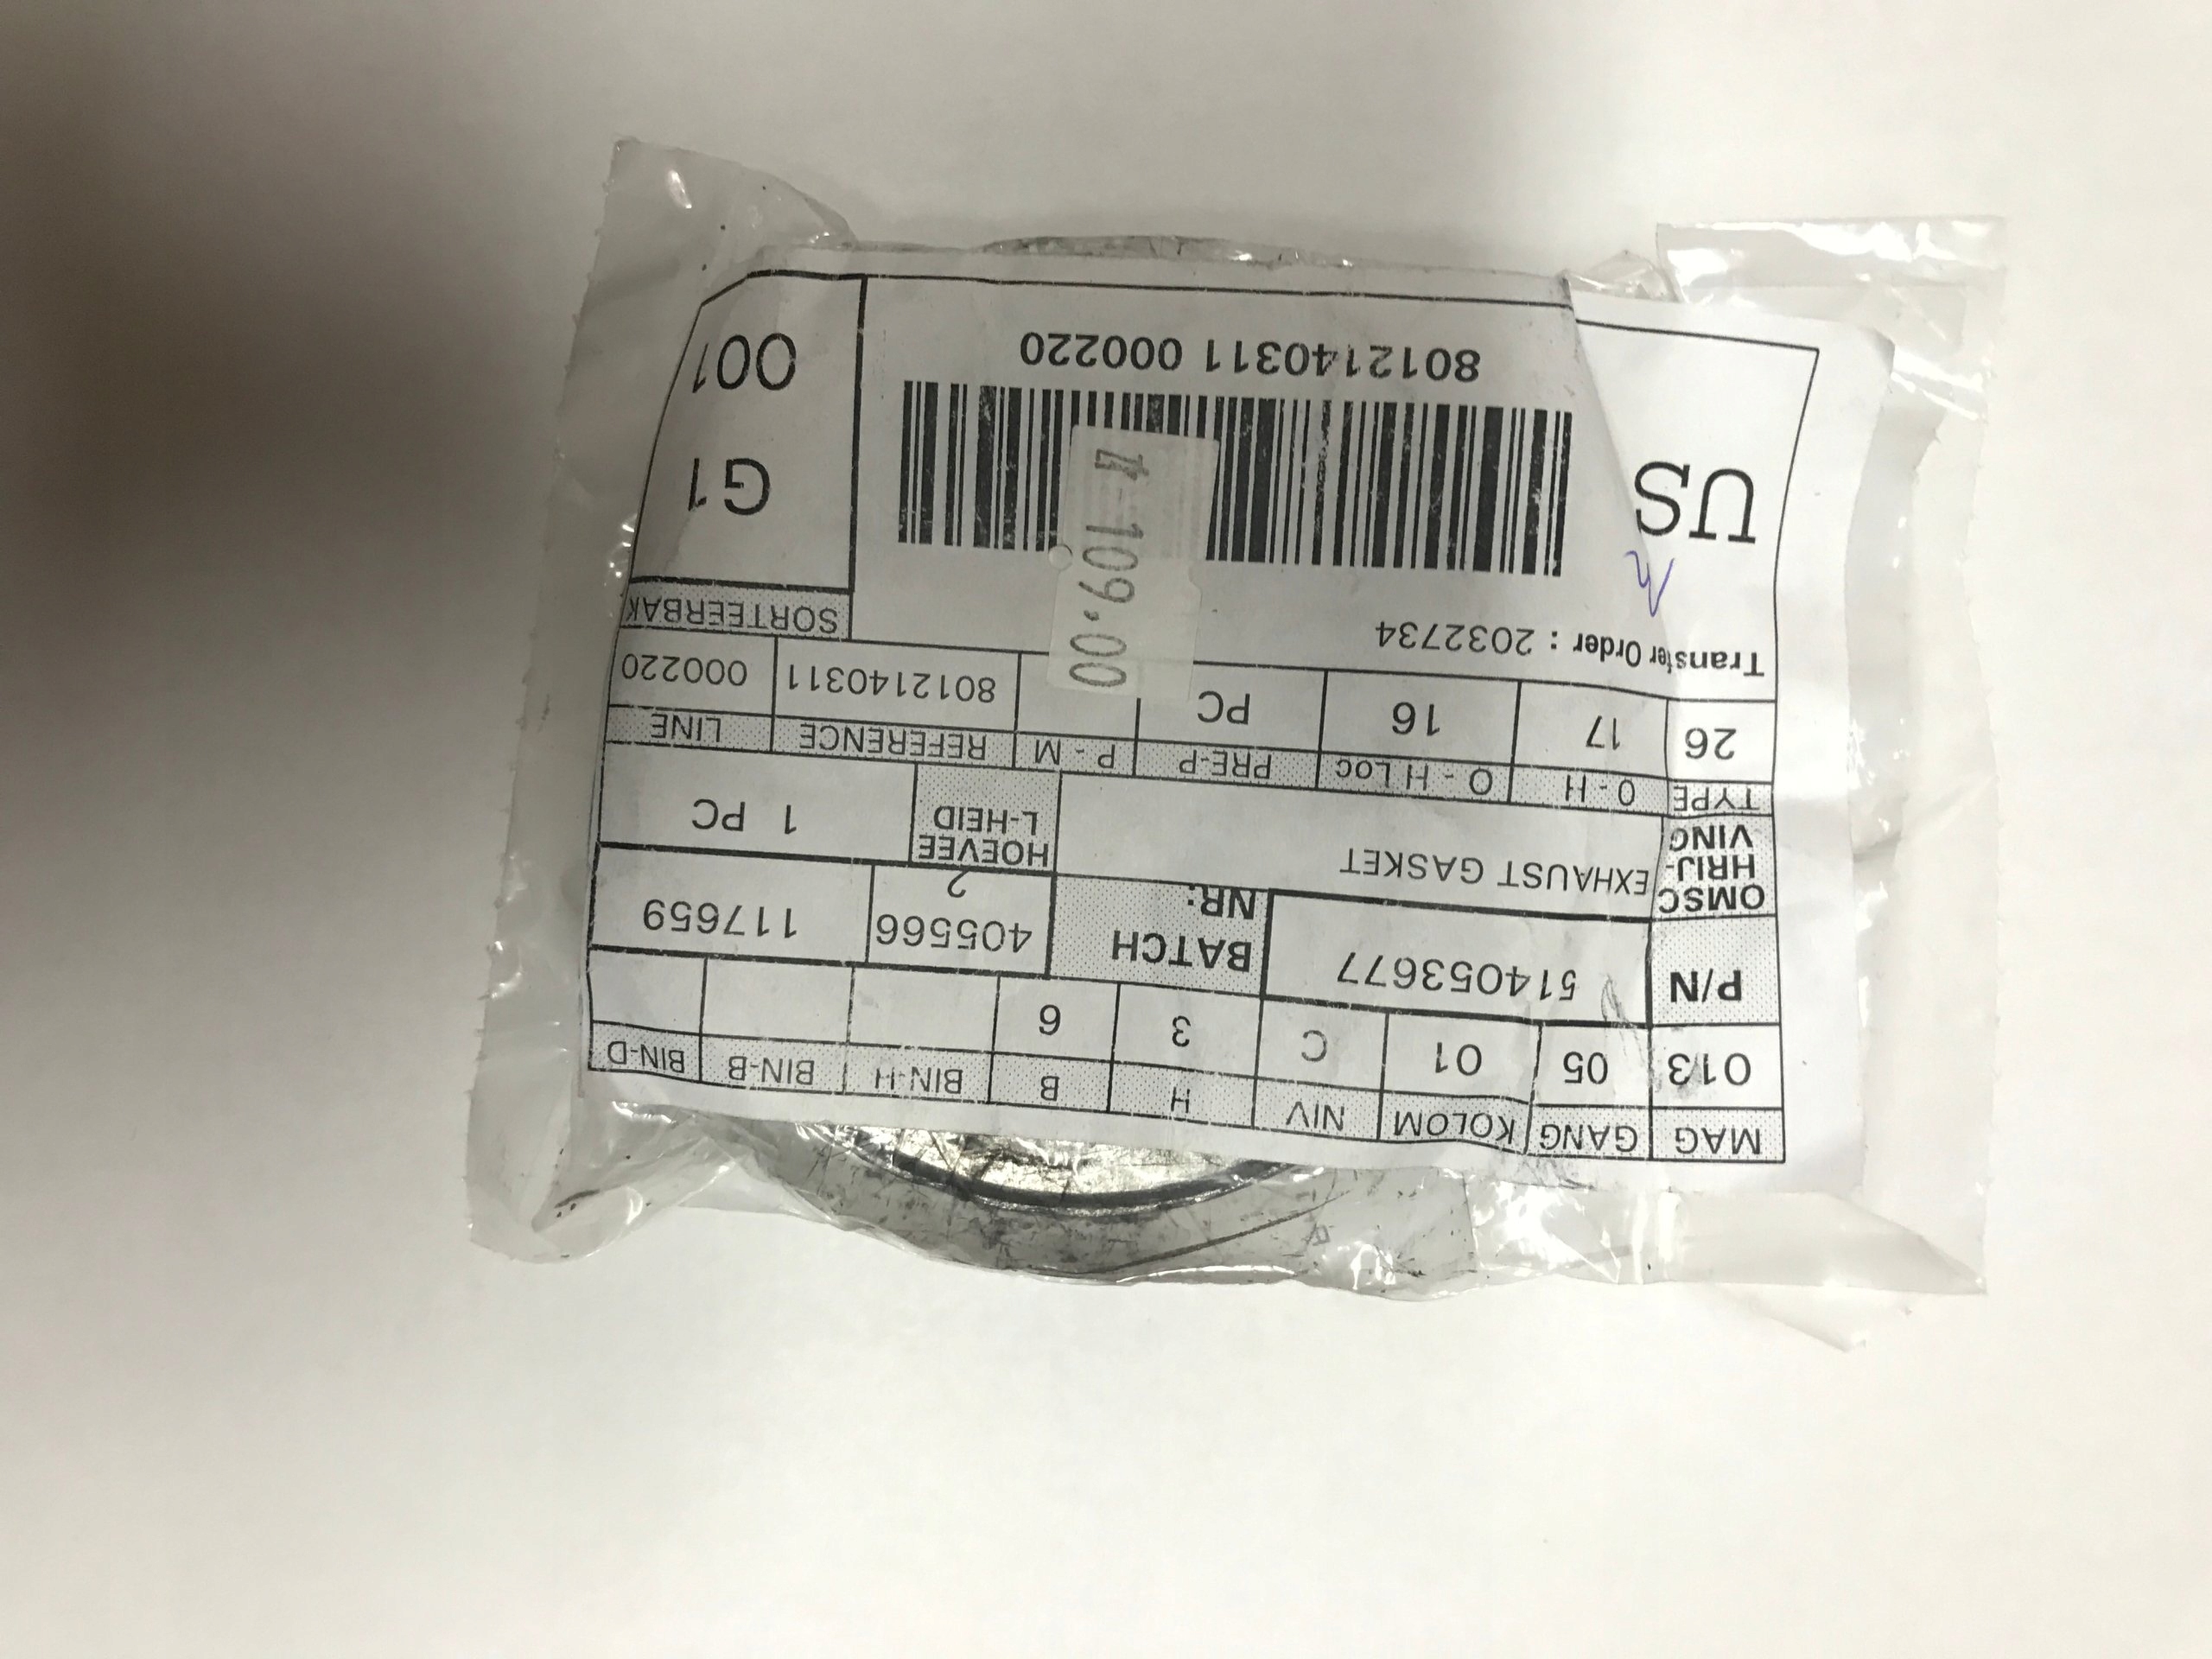 MAG GANG KOLOM NIV H B BIN-H BIN-B BIN-D
013 05 01 C 3 6
P/N 514053677 BATCH NR: 405566 2 117659
OMSC HRIJ- VING EXHAUST GASKET HOEVEE L-HEID 1 PC
TYPE O - H O - H Loc PRE-P P - M REFERENCE LINE
26 17 16 PC 8012140311 000220
Transfer Order : 2032734
SORTEERBAK
US
G1
8012140311 000220
001
109.00